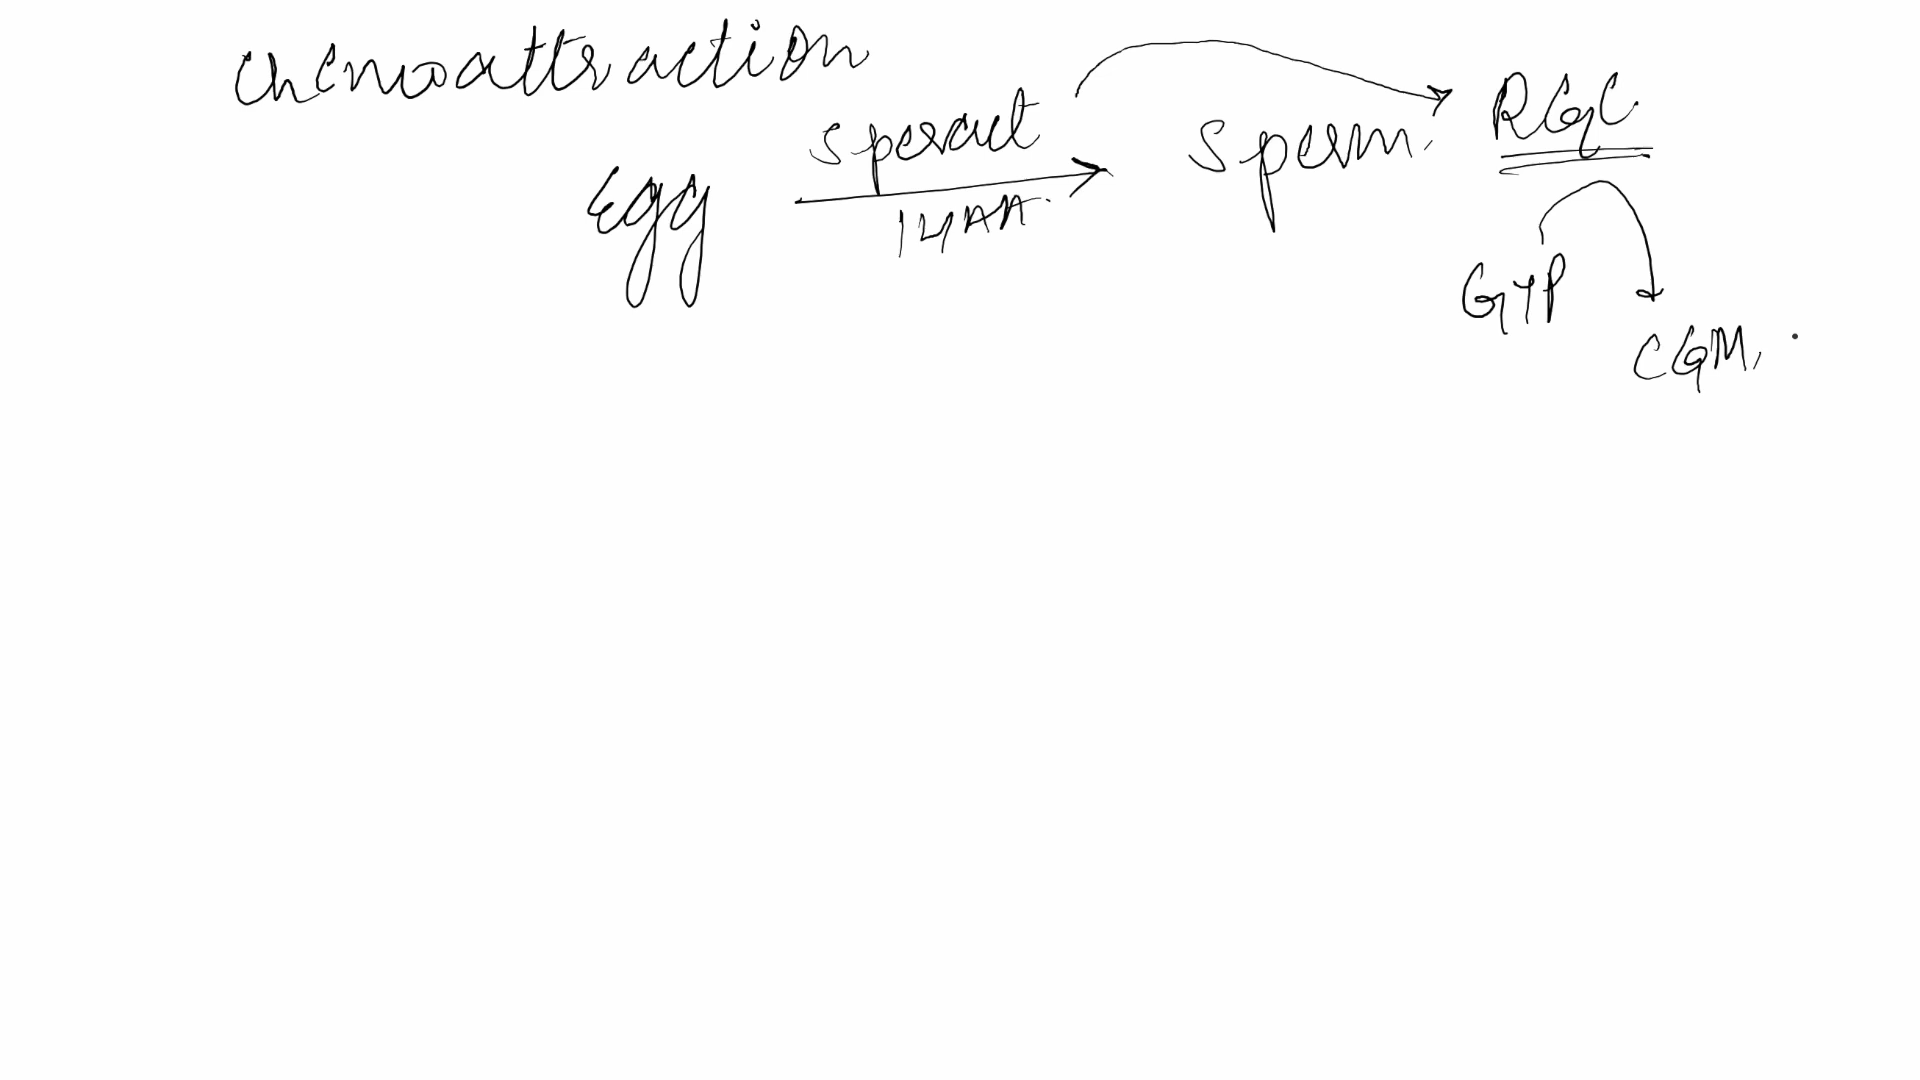 Chemoattraction
Speract
Egg Sperm. RGC
14AA.
GTP
CGM.